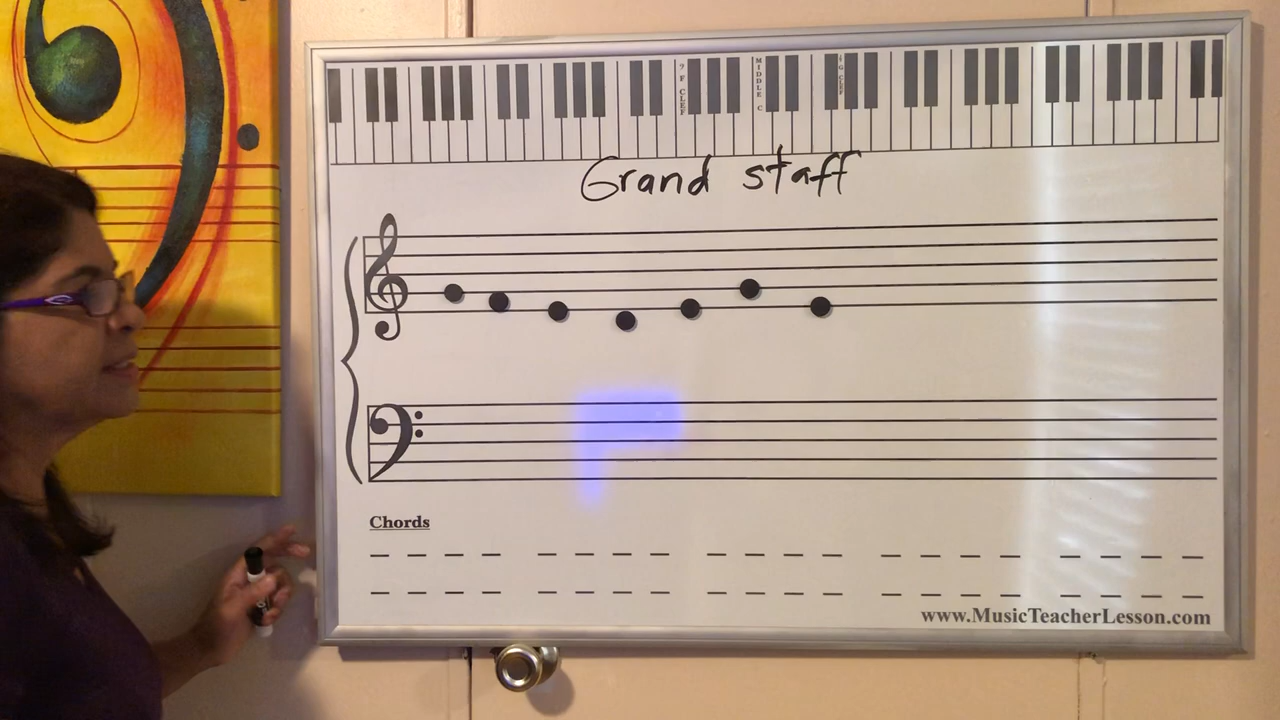 F CLEF
MIDDLE C
G CLEF
Grand staff
Chords
www.MusicTeacherLesson.com